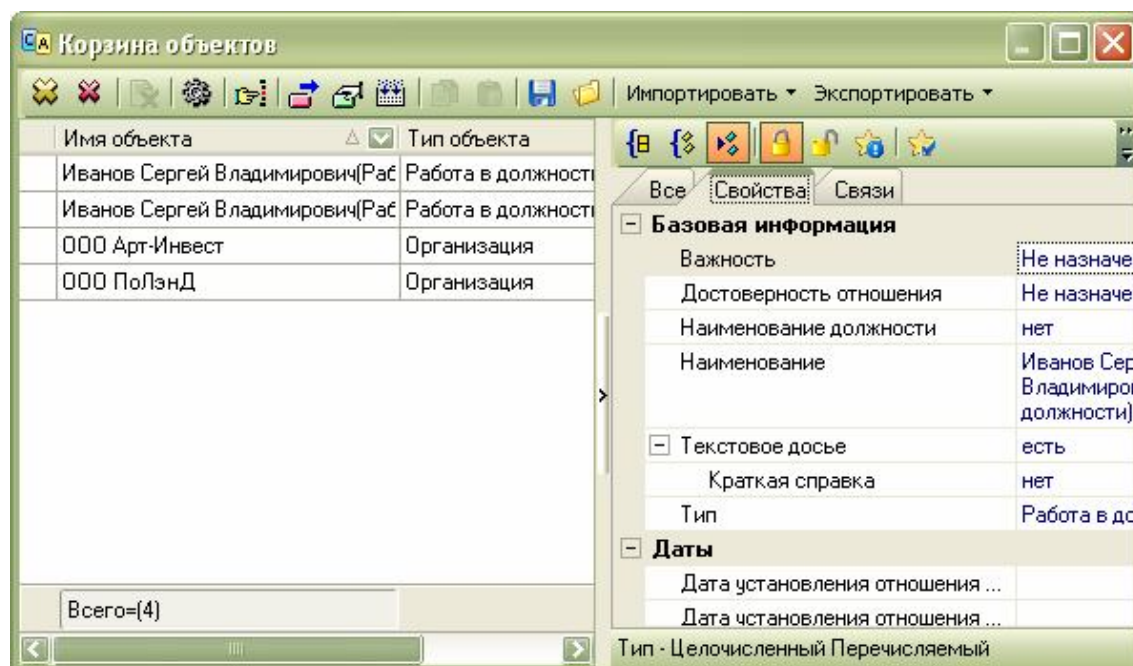 Корзина объектов
Импортировать Экспортировать
Имя объекта Тип объекта
Иванов Сергей Владимирович(Раб Работа в должности
Иванов Сергей Владимирович(Раб Работа в должности
ООО Арт-Инвест Организация
ООО ПоЛэнД Организация
Всего=(4)
Все Свойства Связи
Базовая информация
Важность Не назначе
Достоверность отношения Не назначе
Наименование должности нет
Наименование Иванов Сер
Владимиро
должности)
Текстовое досье есть
Краткая справка нет
Тип Работа в до
Даты
Дата установления отношения ...
Дата установления отношения ...
Тип - Целочисленный Перечисляемый